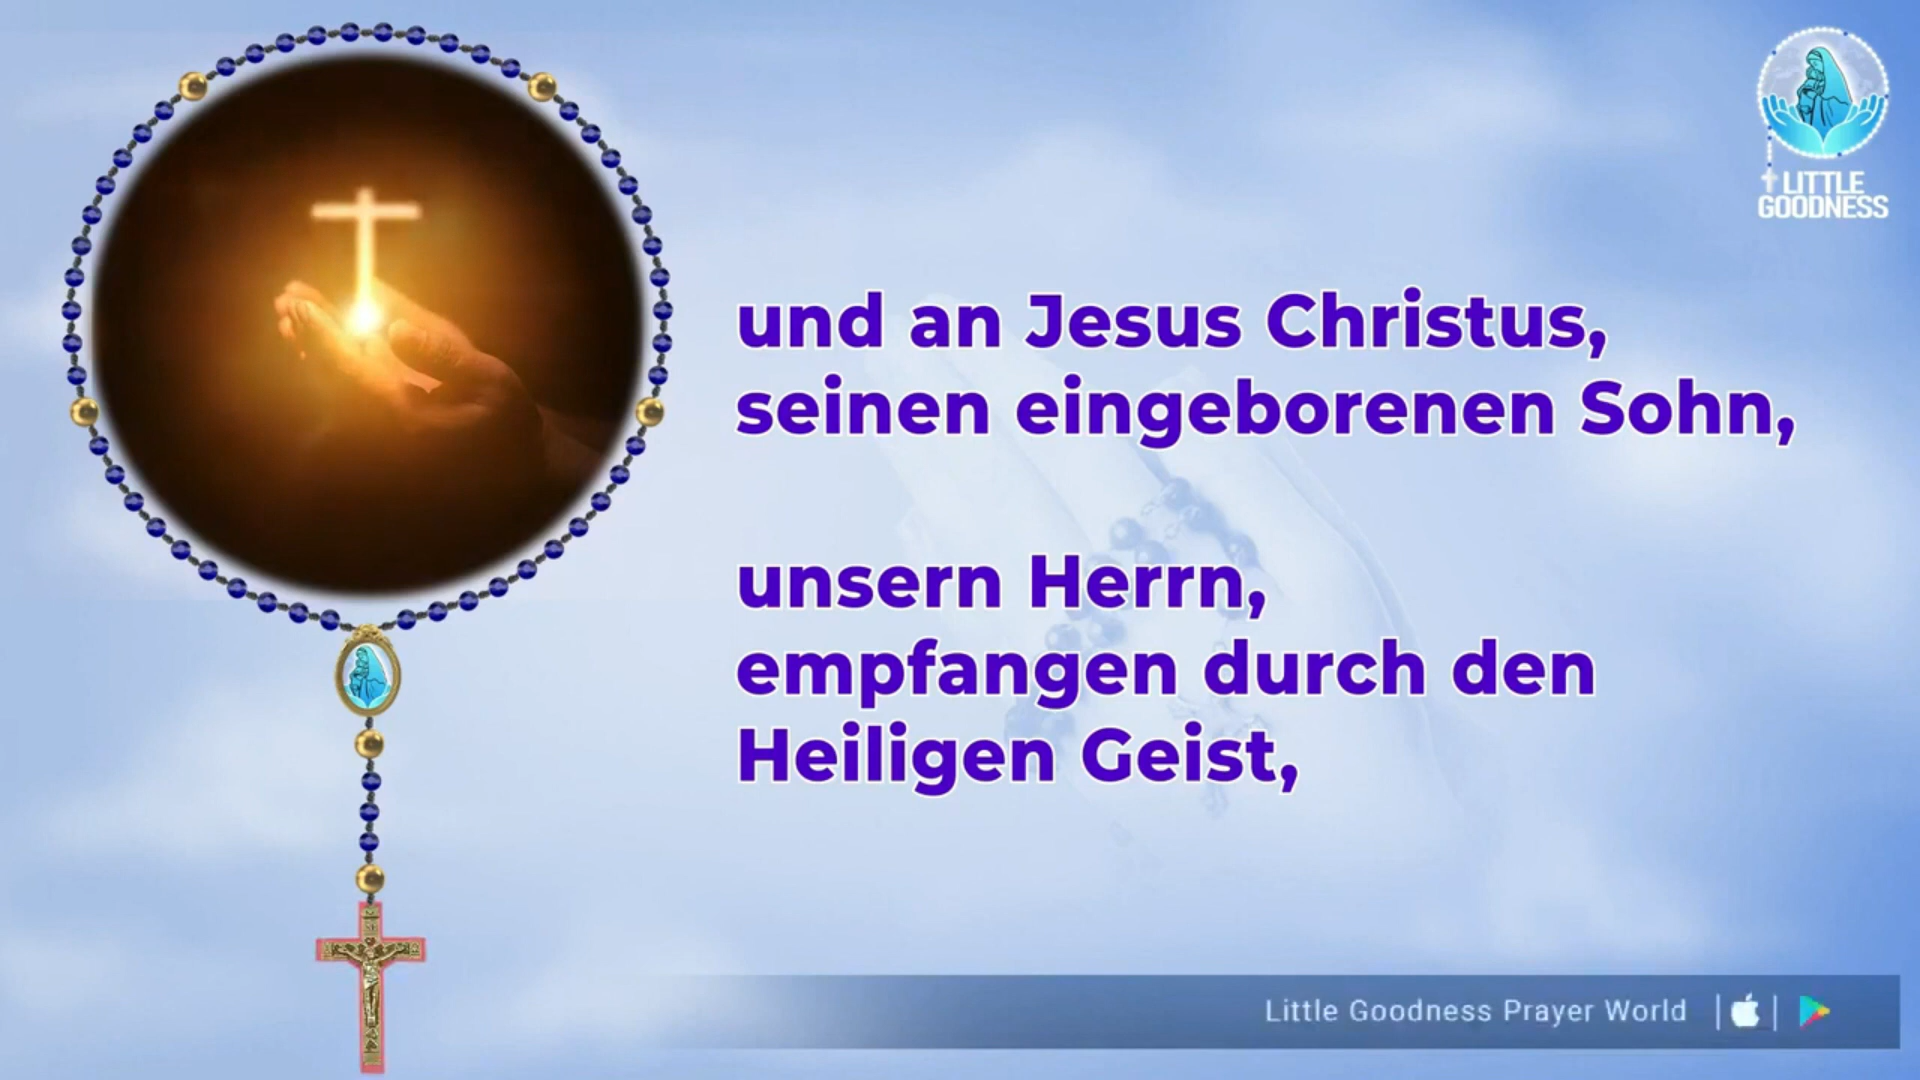 LITTLE
GOODNESS
und an Jesus Christus,
seinen eingeborenen Sohn,
unsern Herrn,
empfangen durch den
Heiligen Geist,
Little Goodness Prayer World